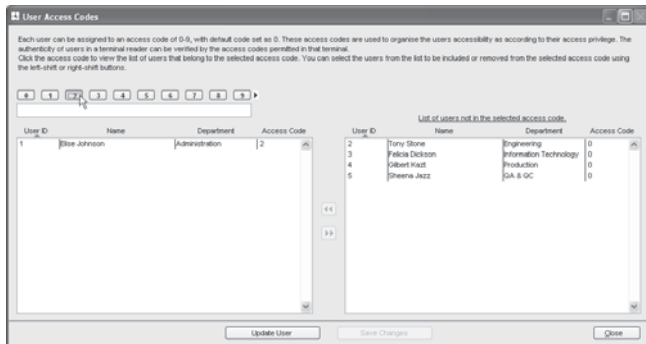 User Access Codes
Each user can be assigned to an access code of 0-9, with default code set as 0. These access codes are used to organise the users accessibility as according to their access privilege. The
authenticity of users in a terminal reader can be verified by the access codes permitted in that terminal.
Click the access code to view the list of users that belong to the selected access code. You can select the users from the list to be included or removed from the selected access code using
the left-shift or right-shift buttons.
0 1 2 3 4 5 6 7 8 9
List of users not in the selected access code.
User ID Name Department Access Code User ID Name Department Access Code
1 Elise Johnson Administration 2 2 Tony Stone Engineering 0
3 Felicia Dickson Information Technology 0
4 Gilbert Kazt Production 0
5 Sheena Jazz QA & QC 0
<<
>>
Update User Save Changes Close